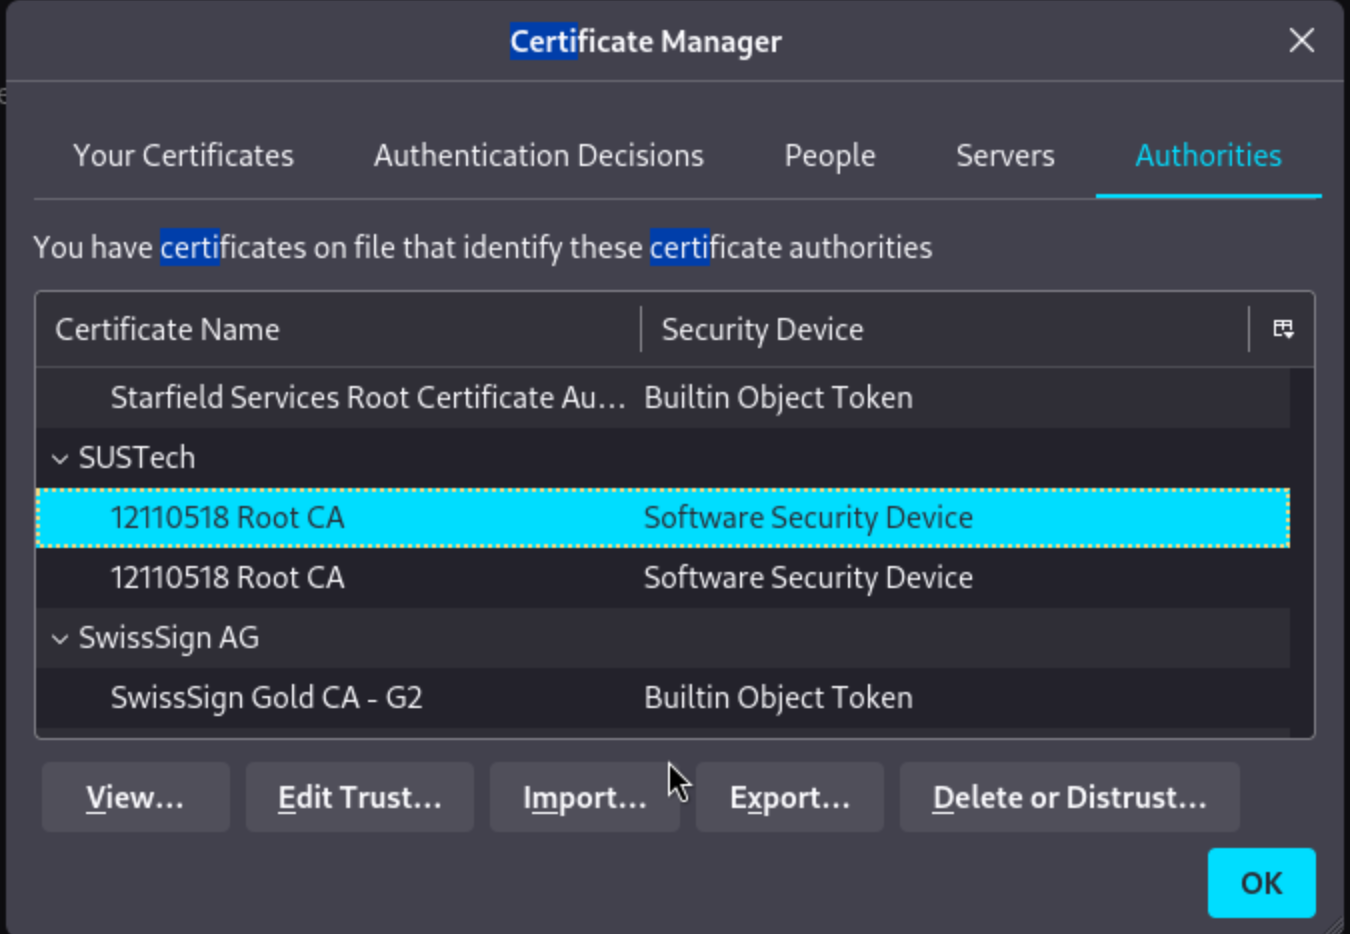 Certificate Manager
Your Certificates Authentication Decisions People Servers Authorities
You have certificates on file that identify these certificate authorities
Certificate Name Security Device
Starfield Services Root Certificate Au... Builtin Object Token
SUSTech
12110518 Root CA Software Security Device
12110518 Root CA Software Security Device
SwissSign AG
SwissSign Gold CA - G2 Builtin Object Token
View... Edit Trust... Import... Export... Delete or Distrust...
OK